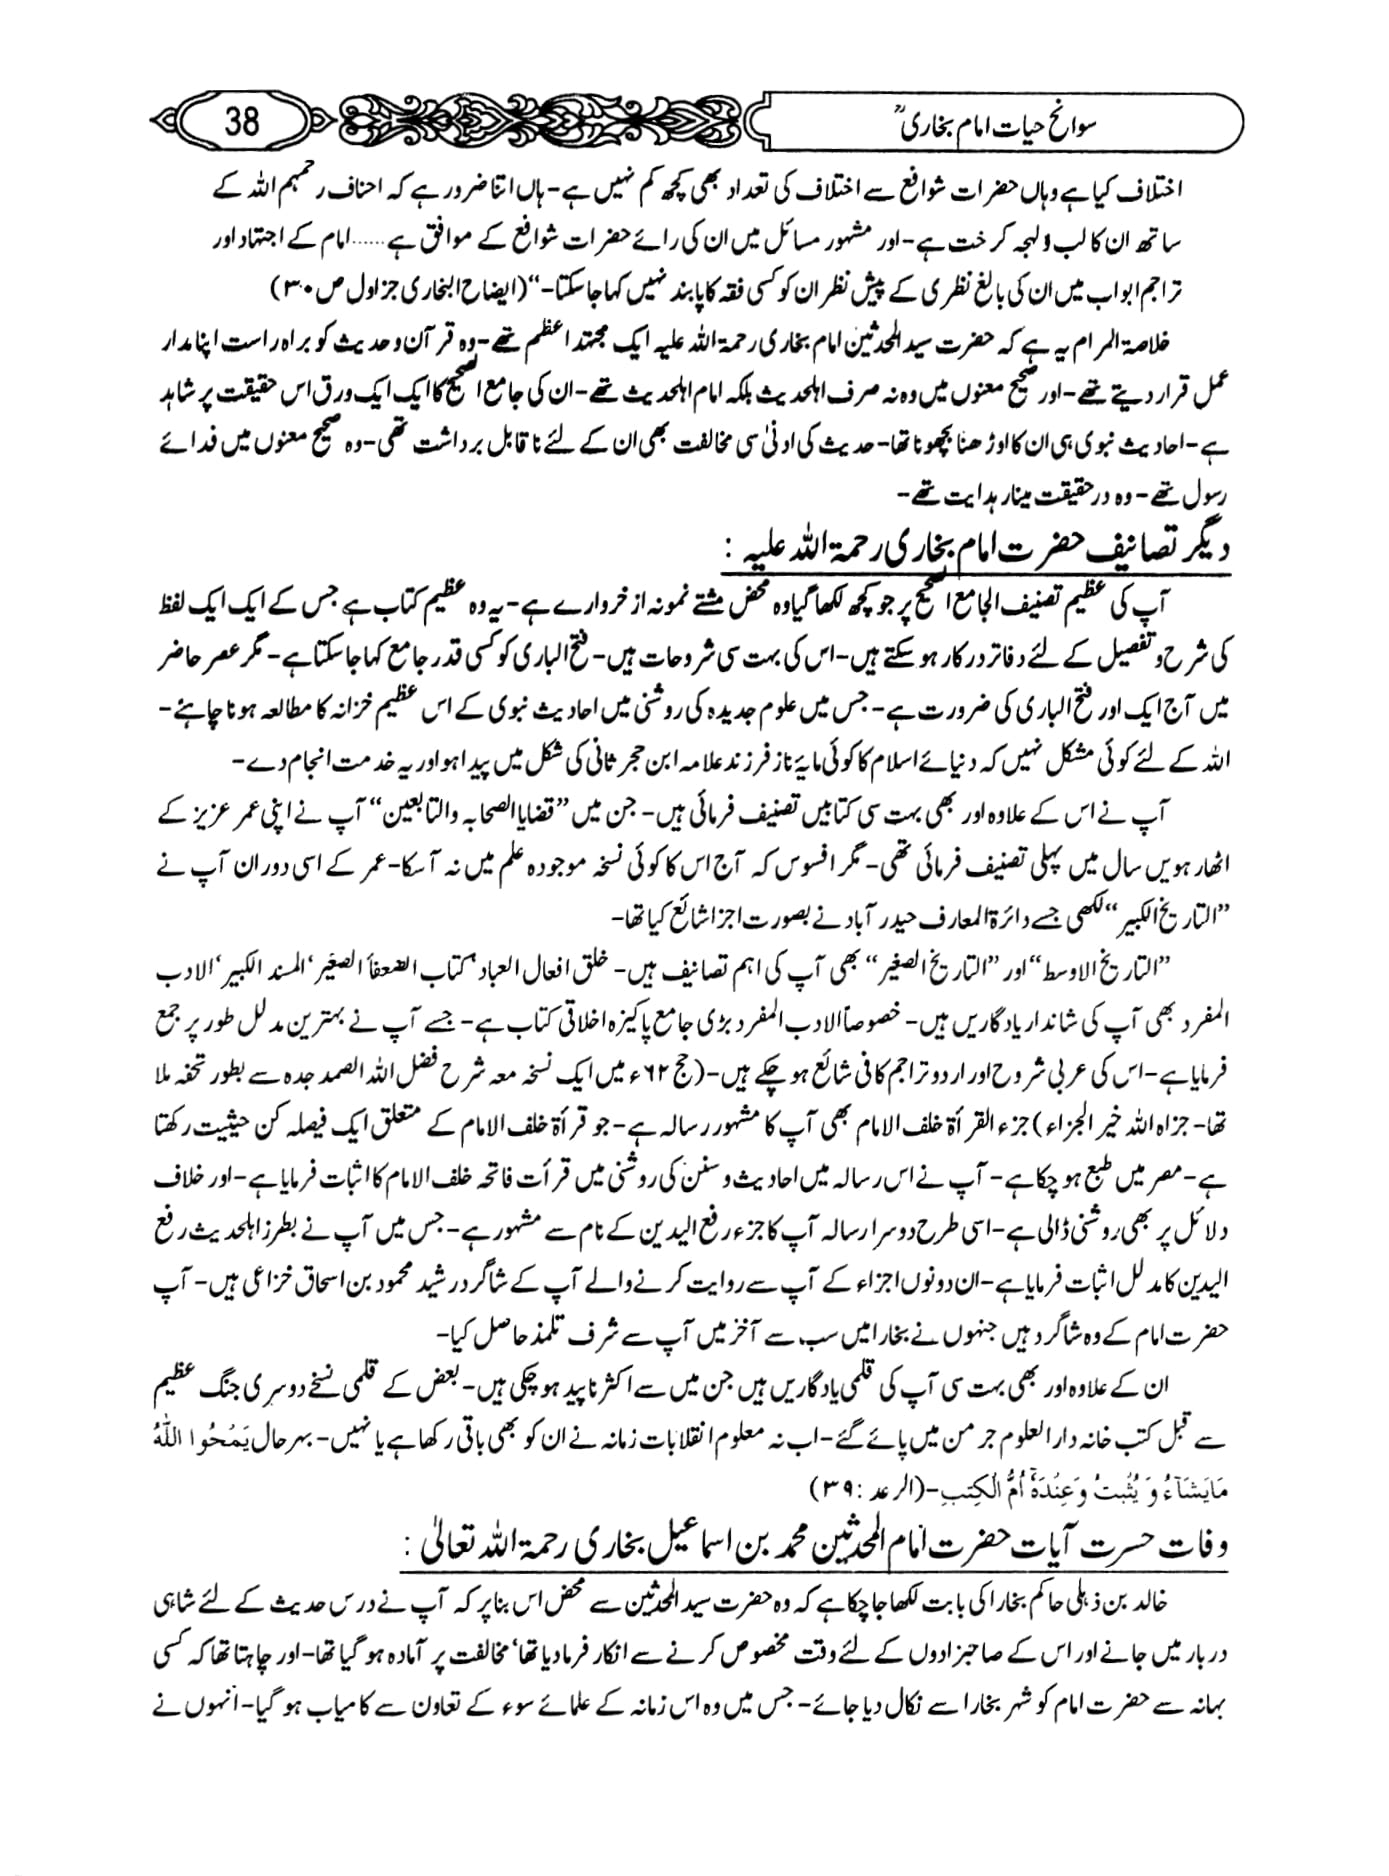 سوانح حیات امام بخاریؒ
38
اختلاف کیا ہے وہاں حضرات شوافع سے اختلاف کی تعداد بھی کچھ کم نہیں ہے- ہاں اتنا ضرور ہے کہ احناف رحمہم اللہ کے
ساتھ ان کا لب و لہجہ کرخت ہے- اور مشہور مسائل میں ان کی رائے حضرات شوافع کے موافق ہے...... امام کے اجتہاد اور
تراجم ابواب میں ان کی بالغ نظری کے پیش نظر ان کو کسی فقہ کا پابند نہیں کہا جا سکتا-“ (ایضاح البخاری جز اول ص ۳۰)
خلاصۃ المرام یہ ہے کہ حضرت سید المحدثین امام بخاری رحمۃ اللہ علیہ ایک مجتہد اعظم تھے- وہ قرآن و حدیث کو براہ راست اپنا مدار
عمل قرار دیتے تھے- اور صحیح معنوں میں وہ نہ صرف اہلحدیث بلکہ امام اہلحدیث تھے- ان کی جامع الصحیح کا ایک ایک ورق اس حقیقت پر شاہد
ہے- احادیث نبوی ہی ان کا اوڑھنا بچھونا تھا- حدیث کی ادنیٰ سی مخالفت بھی ان کے لئے ناقابل برداشت تھی- وہ صحیح معنوں میں فدائے
رسول تھے- وہ در حقیقت مینار ہدایت تھے-
دیگر تصانیف حضرت امام بخاری رحمۃ اللہ علیہ :
آپ کی عظیم تصنیف الجامع الصحیح پر جو کچھ لکھا گیا وہ محض مشتے نمونہ از خروارے ہے- یہ وہ عظیم کتاب ہے جس کے ایک ایک لفظ
کی شرح و تفصیل کے لئے دفاتر درکار ہو سکتے ہیں- اس کی بہت سی شروحات ہیں- فتح الباری کو کسی قدر جامع کہا جا سکتا ہے- مگر عصر حاضر
میں آج ایک اور فتح الباری کی ضرورت ہے- جس میں علوم جدیدہ کی روشنی میں احادیث نبوی کے اس عظیم خزانہ کا مطالعہ ہونا چاہئے-
اللہ کے لئے کوئی مشکل نہیں کہ دنیائے اسلام کا کوئی مایۂ ناز فرزند علامہ ابن حجر ثانی کی شکل میں پیدا ہو اور یہ خدمت انجام دے-
آپ نے اس کے علاوہ اور بھی بہت سی کتابیں تصنیف فرمائی ہیں- جن میں ”قضایا الصحابہ والتابعین“ آپ نے اپنی عمر عزیز کے
اٹھارہویں سال میں پہلی تصنیف فرمائی تھی- مگر افسوس کہ آج اس کا کوئی نسخہ موجودہ علم میں نہ آ سکا- عمر کے اسی دوران آپ نے
”التاریخ الکبیر“ لکھی جسے دائرۃ المعارف حیدر آباد نے بصورت اجزا شائع کیا تھا-
”التاریخ الاوسط“ اور ”التاریخ الصغیر“ بھی آپ کی اہم تصانیف ہیں- خلق افعال العباد‘ کتاب الضعفأ الصغیر‘ المسند الکبیر‘ الادب
المفرد بھی آپ کی شاندار یادگاریں ہیں- خصوصاً الادب المفرد بڑی جامع پاکیزہ اخلاقی کتاب ہے- جسے آپ نے بہترین مدلل طور پر جمع
فرمایا ہے- اس کی عربی شروح اور اردو تراجم کافی شائع ہو چکے ہیں- (حج ۶۲ء میں ایک نسخہ معہ شرح فضل اللہ الصمد جدہ سے بطور تحفہ ملا
تھا- جزاہ اللہ خیر الجزاء) جزء القرأۃ خلف الامام بھی آپ کا مشہور رسالہ ہے- جو قرأۃ خلف الامام کے متعلق ایک فیصلہ کن حیثیت رکھتا
ہے- مصر میں طبع ہو چکا ہے- آپ نے اس رسالہ میں احادیث و سنن کی روشنی میں قرأت فاتحہ خلف الامام کا اثبات فرمایا ہے- اور خلاف
دلائل پر بھی روشنی ڈالی ہے- اسی طرح دوسرا رسالہ آپ کا جزء رفع الیدین کے نام سے مشہور ہے- جس میں آپ نے بطرز اہلحدیث رفع
الیدین کا مدلل اثبات فرمایا ہے- ان دونوں اجزاء کے آپ سے روایت کرنے والے آپ کے شاگرد رشید محمود بن اسحاق خزاعی ہیں- آپ
حضرت امام کے وہ شاگرد ہیں جنہوں نے بخارا میں سب سے آخر میں آپ سے شرف تلمذ حاصل کیا-
ان کے علاوہ اور بھی بہت سی آپ کی قلمی یادگاریں ہیں جن میں سے اکثر ناپید ہو چکی ہیں- بعض کے قلمی نسخے دوسری جنگ عظیم
سے قبل کتب خانہ دار العلوم جرمن میں پائے گئے- اب نہ معلوم انقلابات زمانہ نے ان کو بھی باقی رکھا ہے یا نہیں- بہرحال یَمْحُوا اللّٰهُ
مَایَشَآءُ وَ یُثْبِتُ وَعِنْدَهٗٓ اُمُّ الْکِتٰبِ- (الرعد : ۳۹)
وفات حسرت آیات حضرت امام المحدثین محمد بن اسماعیل بخاری رحمۃ اللہ تعالیٰ :
خالد بن ذہلی حاکم بخارا کی بابت لکھا جا چکا ہے کہ وہ حضرت سید المحدثین سے محض اس بنا پر کہ آپ نے درس حدیث کے لئے شاہی
دربار میں جانے اور اس کے صاحبزادوں کے لئے وقت مخصوص کرنے سے انکار فرما دیا تھا‘ مخالفت پر آمادہ ہو گیا تھا- اور چاہتا تھا کہ کسی
بہانہ سے حضرت امام کو شہر بخارا سے نکال دیا جائے- جس میں وہ اس زمانہ کے علمائے سوء کے تعاون سے کامیاب ہو گیا- انہوں نے